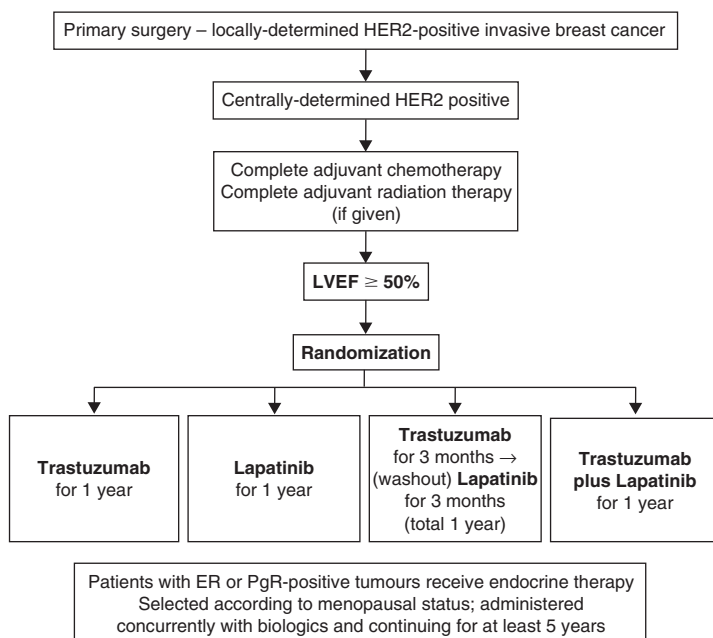 Primary surgery – locally-determined HER2-positive invasive breast cancer
Centrally-determined HER2 positive
Complete adjuvant chemotherapy
Complete adjuvant radiation therapy
(if given)
LVEF ≥ 50%
Randomization
Trastuzumab
for 1 year
Lapatinib
for 1 year
Trastuzumab
for 3 months →
(washout) Lapatinib
for 3 months
(total 1 year)
Trastuzumab
plus Lapatinib
for 1 year
Patients with ER or PgR-positive tumours receive endocrine therapy
Selected according to menopausal status; administered
concurrently with biologics and continuing for at least 5 years